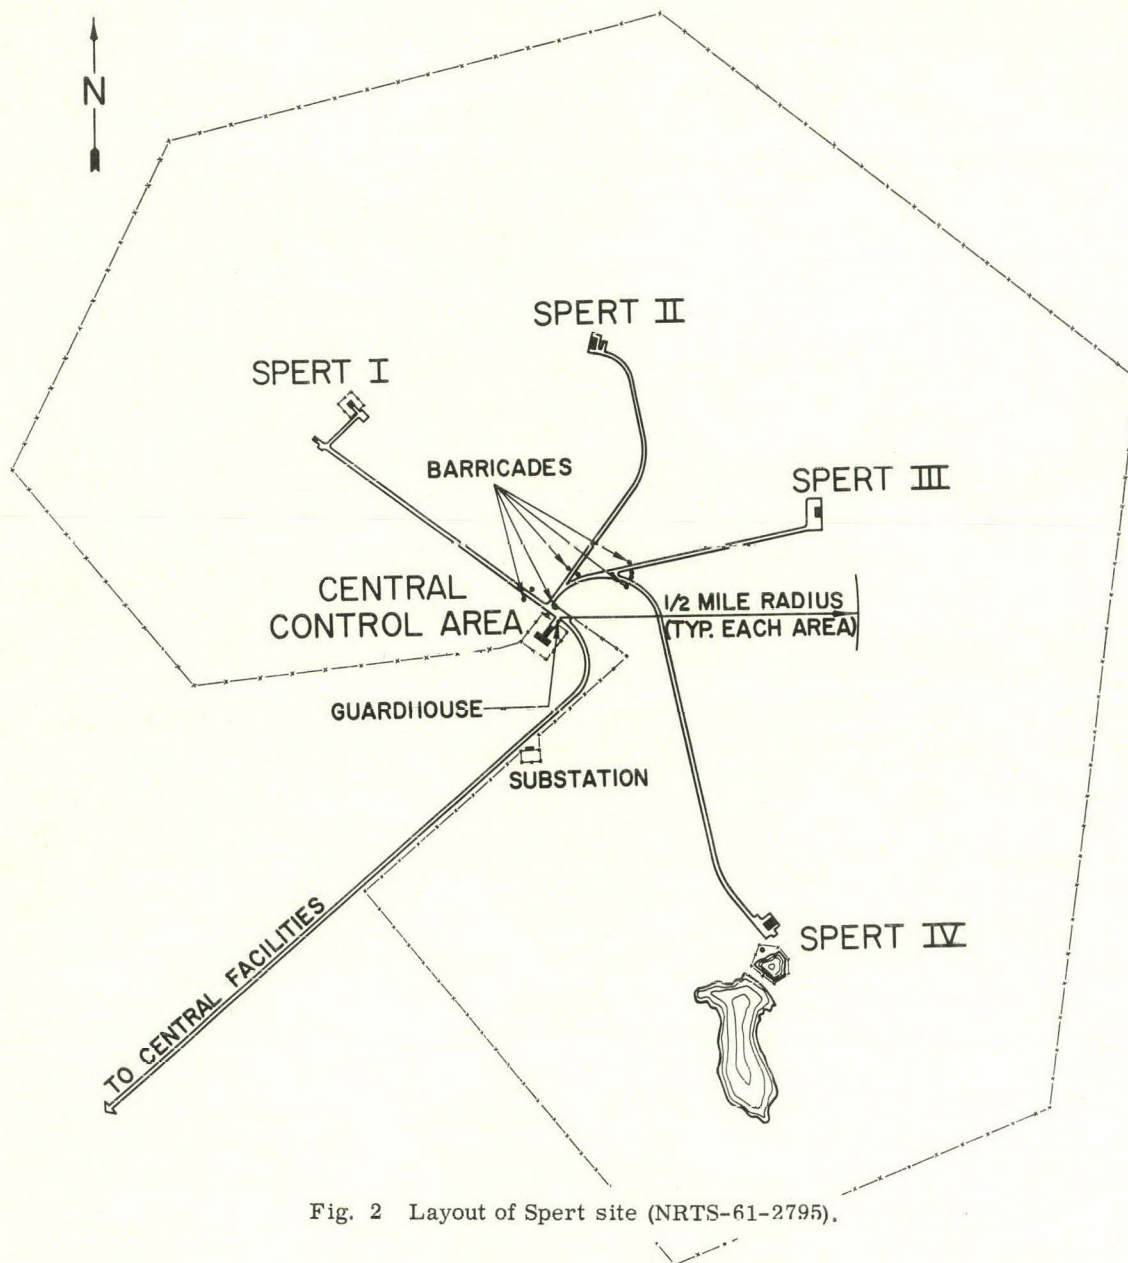 N
SPERT II
SPERT I
BARRICADES
SPERT III
CENTRAL
CONTROL AREA
1/2 MILE RADIUS
(TYP. EACH AREA)
GUARDHOUSE
SUBSTATION
TO CENTRAL FACILITIES
SPERT IV
Fig. 2 Layout of Spert site (NRTS-61-2795).